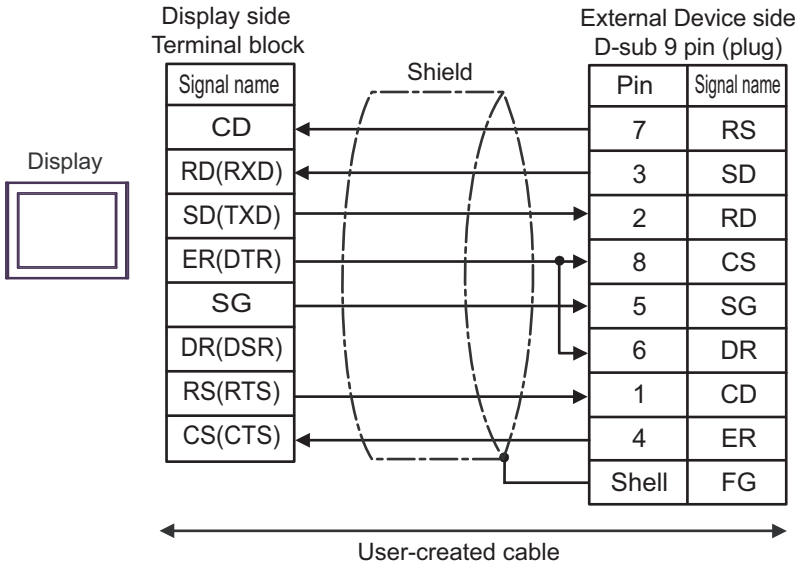 Display side
Terminal block
External Device side
D-sub 9 pin (plug)
Shield
Display
Signal name
CD
RD(RXD)
SD(TXD)
ER(DTR)
SG
DR(DSR)
RS(RTS)
CS(CTS)
Pin Signal name
7 RS
3 SD
2 RD
8 CS
5 SG
6 DR
1 CD
4 ER
Shell FG
User-created cable